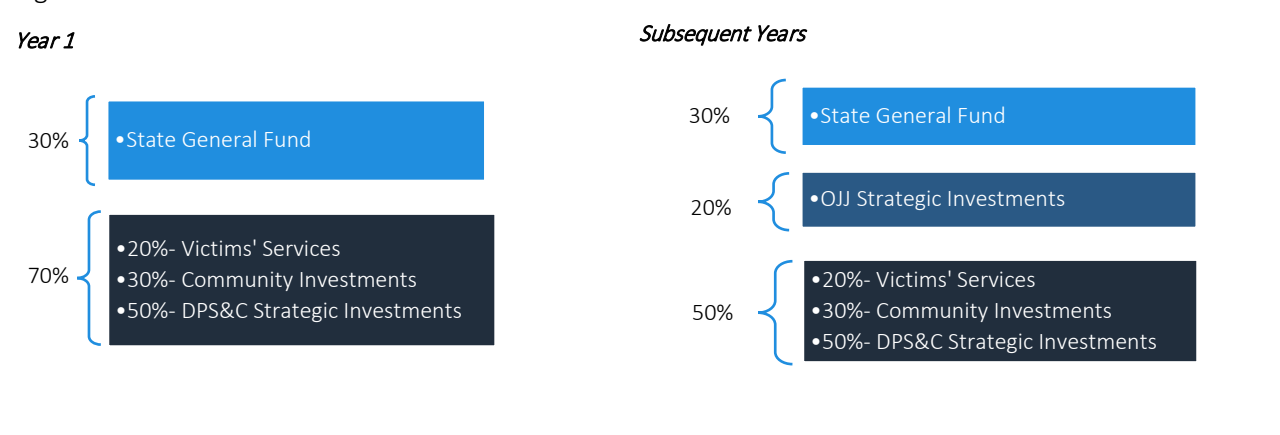 Year 1
30%
•State General Fund
70%
•20%- Victims' Services
•30%- Community Investments
•50%- DPS&C Strategic Investments
Subsequent Years
30%
•State General Fund
20%
•OJJ Strategic Investments
50%
•20%- Victims' Services
•30%- Community Investments
•50%- DPS&C Strategic Investments